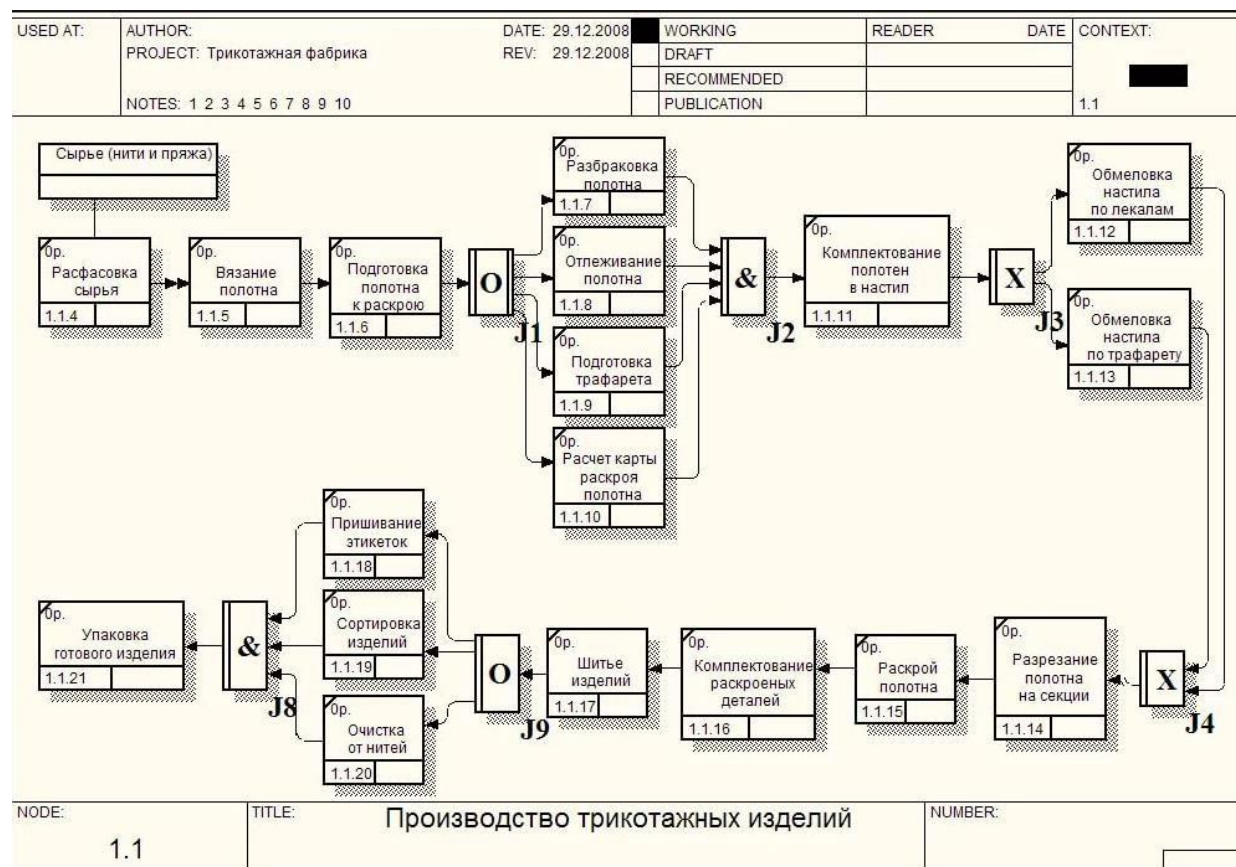 USED AT:
AUTHOR:
DATE: 29.12.2008
PROJECT: Трикотажная фабрика
REV: 29.12.2008
NOTES: 1 2 3 4 5 6 7 8 9 10
WORKING
DRAFT
RECOMMENDED
PUBLICATION
READER
DATE
CONTEXT:
1.1
Сырье (нити и пряжа)
0р.
Расфасовка
сырья
1.1.4
0р.
Вязание
полотна
1.1.5
0р.
Подготовка
полотна
к раскрою
1.1.6
O
J1
0р.
Разбраковка
полотна
1.1.7
0р.
Отлеживание
полотна
1.1.8
0р.
Подготовка
трафарета
1.1.9
0р.
Расчет карты
раскроя
полотна
1.1.10
&
J2
0р.
Комплектование
полотен
в настил
1.1.11
X
J3
0р.
Обмеловка
настила
по лекалам
1.1.12
0р.
Обмеловка
настила
по трафарету
1.1.13
X
J4
0р.
Разрезание
полотна
на секции
1.1.14
0р.
Раскрой
полотна
1.1.15
0р.
Комплектование
раскроеных
деталей
1.1.16
0р.
Шитье
изделий
1.1.17
O
J9
0р.
Пришивание
этикеток
1.1.18
0р.
Сортировка
изделий
1.1.19
0р.
Очистка
от нитей
1.1.20
&
J8
0р.
Упаковка
готового изделия
1.1.21
NODE:
1.1
TITLE:
Производство трикотажных изделий
NUMBER: